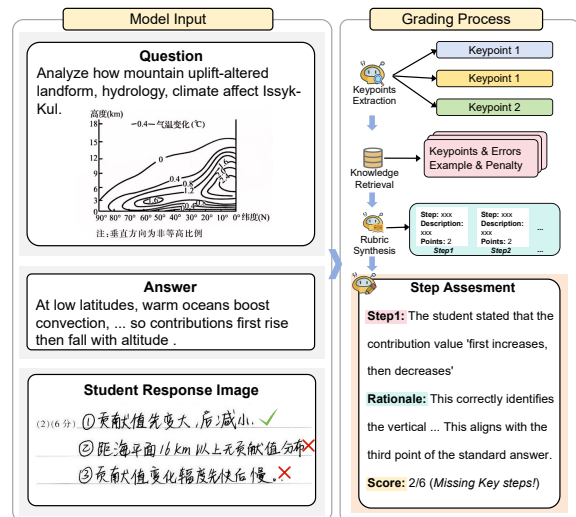 Model Input
Question
Analyze how mountain uplift-altered
landform, hydrology, climate affect Issyk-
Kul.
高度(km)
—0.4— 气温变化(℃)
18
15
12
9
6
3
0
0
0.4
0.8
1.2
1.6
0.4
90° 80° 70° 60° 50° 40° 30° 20° 10° 0° 纬度(N)
注:垂直方向为非等高比例
Answer
At low latitudes, warm oceans boost
convection, ... so contributions first rise
then fall with altitude .
Student Response Image
(2)(6分) ①贡献值先变大,后减小.
②距海平面16km以上无贡献值分布
③贡献值变化幅度先快后慢.
Grading Process
Keypoints
Extraction
Keypoint 1
Keypoint 1
Keypoint 2
Knowledge
Retrieval
Keypoints & Errors
Example & Penalty
Rubric
Synthesis
Step: xxx
Description:
xxx
Points: 2
Step1
Step: xxx
Description:
xxx
Points: 2
Step2
...
...
Step Assesment
Step1: The student stated that the
contribution value 'first increases,
then decreases'
Rationale: This correctly identifies
the vertical ... This aligns with the
third point of the standard answer.
Score: 2/6 (Missing Key steps!)